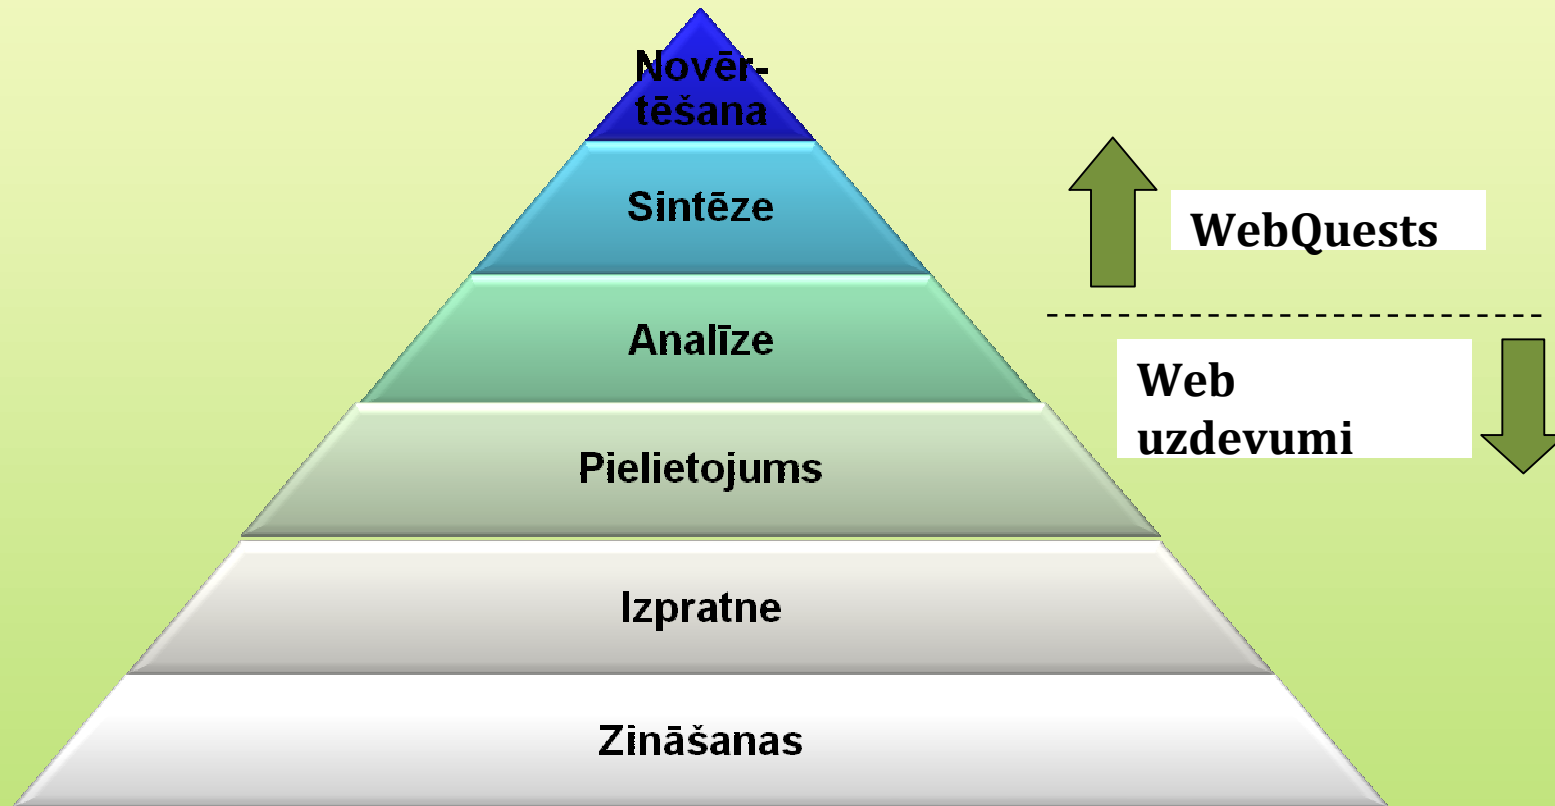 Novēr-
tēšana
Sintēze
WebQuests
Analīze
Web
uzdevumi
Pielietojums
Izpratne
Zināšanas